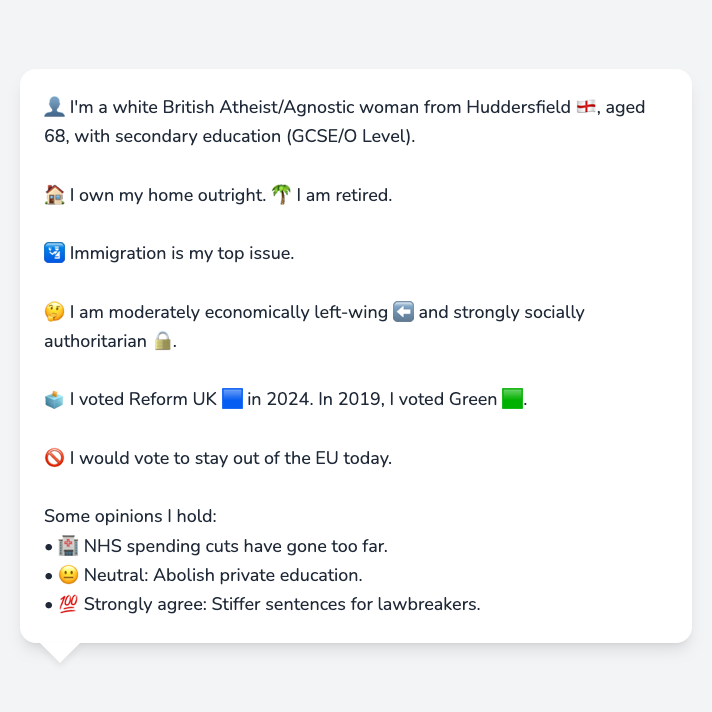 👤 I'm a white British Atheist/Agnostic woman from Huddersfield 🏴󠁧󠁢󠁥󠁮󠁧󠁿, aged
68, with secondary education (GCSE/O Level).
🏠 I own my home outright. 🌴 I am retired.
🛂 Immigration is my top issue.
🤔 I am moderately economically left-wing ⬅️ and strongly socially
authoritarian 🔒.
🗳️ I voted Reform UK 🟦 in 2024. In 2019, I voted Green 🟩.
🚫 I would vote to stay out of the EU today.
Some opinions I hold:
• 🏥 NHS spending cuts have gone too far.
• 😐 Neutral: Abolish private education.
• 💯 Strongly agree: Stiffer sentences for lawbreakers.